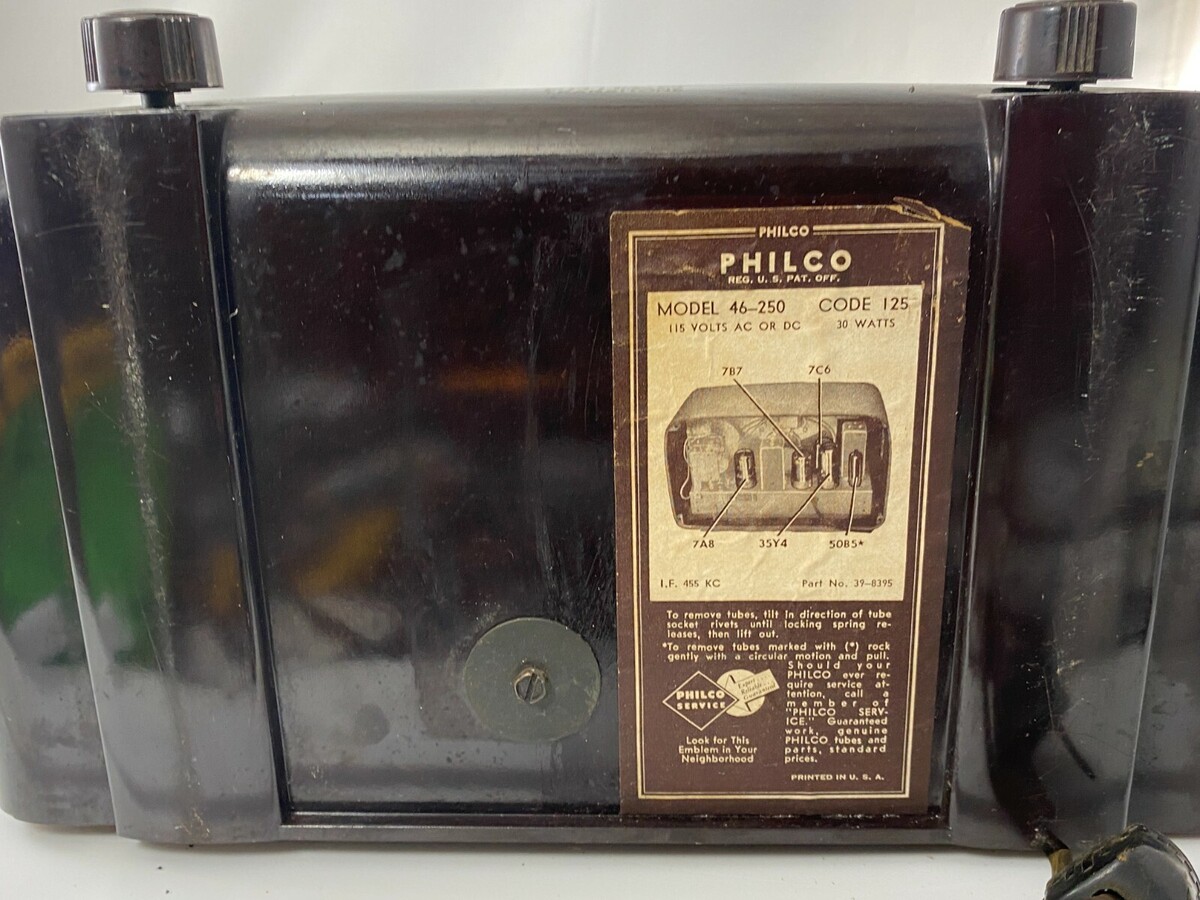 PHILCO
PHILCO
REG. U. S. PAT. OFF.
MODEL 46–250 CODE 125
115 VOLTS AC OR DC 30 WATTS
7B7 7C6
7A8 35Y4 50B5*
I.F. 455 KC Part No. 39–8395
To remove tubes, tilt in direction of tube
socket rivets until locking spring re-
leases, then lift out.
*To remove tubes marked with (*) rock
gently with a circular motion and pull.
Should your
PHILCO ever re-
quire service at-
tention, call a
member of
"PHILCO SERV-
ICE." Guaranteed
work, genuine
PHILCO tubes and
parts, standard
prices.
PHILCO
SERVICE
Expert
Reliable
Guaranteed
Look for This
Emblem in Your
Neighborhood
PRINTED IN U. S. A.